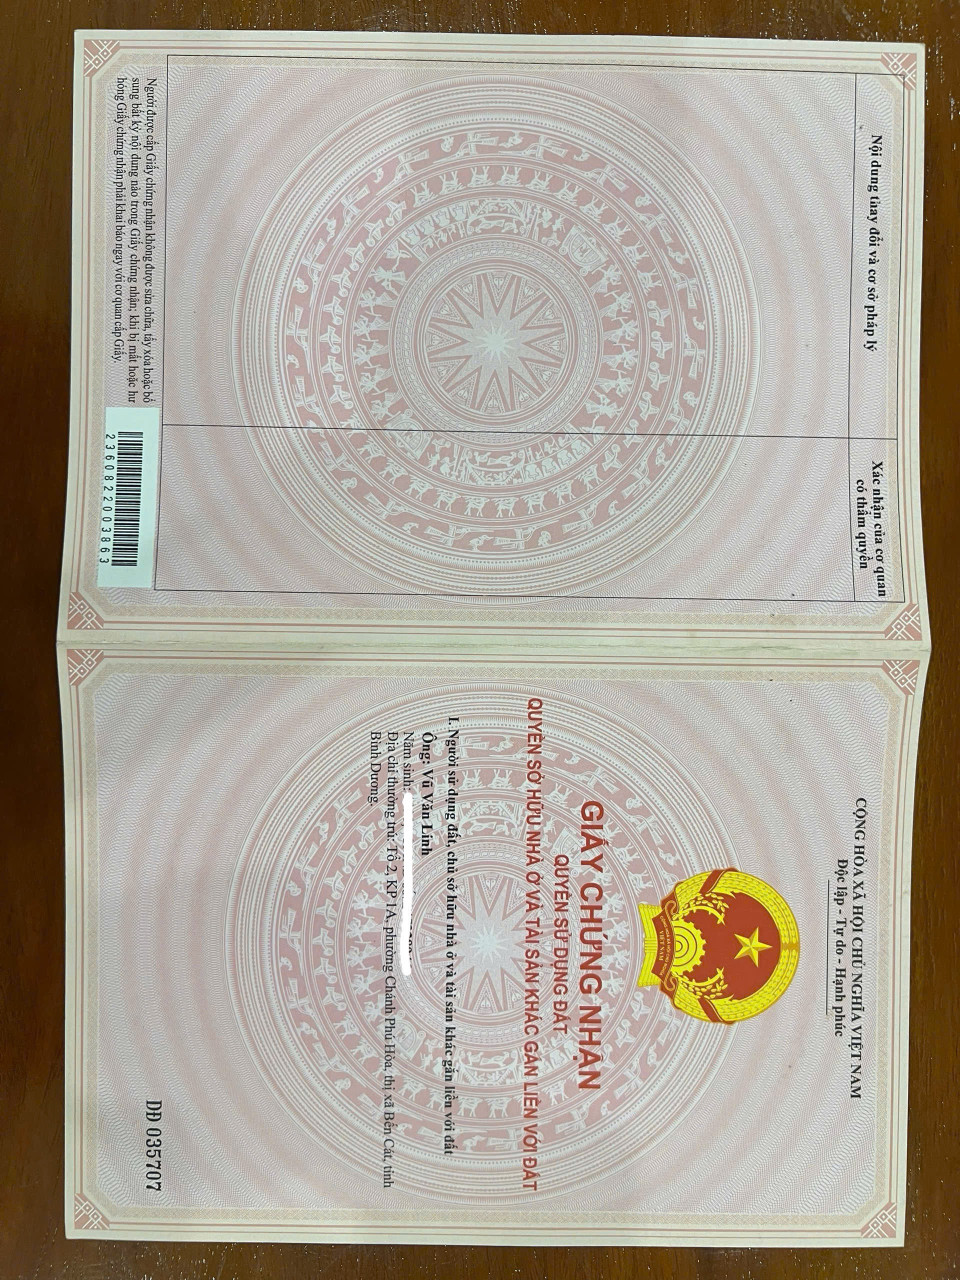 Nội dung thay đổi và cơ sở pháp lý
Xác nhận của cơ quan
có thẩm quyền
Người được cấp Giấy chứng nhận không được sửa chữa, tẩy xóa hoặc bổ
sung bất kỳ nội dung nào trong Giấy chứng nhận; khi bị mất hoặc hư
hỏng Giấy chứng nhận phải khai báo ngay với cơ quan cấp Giấy.
2360822003863
CỘNG HÒA XÃ HỘI CHỦ NGHĨA VIỆT NAM
Độc lập - Tự do - Hạnh phúc
VIỆT NAM
GIẤY CHỨNG NHẬN
QUYỀN SỬ DỤNG ĐẤT
QUYỀN SỞ HỮU NHÀ Ở VÀ TÀI SẢN KHÁC GẮN LIỀN VỚI ĐẤT
I. Người sử dụng đất, chủ sở hữu nhà ở và tài sản khác gắn liền với đất
Ông: Vũ Văn Lính
Năm sinh:
Địa chỉ thường trú: Tổ 2, KP 1A, phường Chánh Phú Hòa, thị xã Bến Cát, tỉnh
Bình Dương.
DĐ 035707